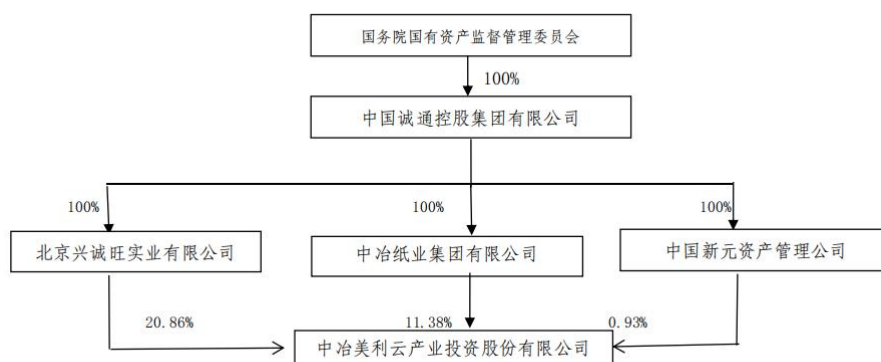 国务院国有资产监督管理委员会
100%
中国诚通控股集团有限公司
100%
100%
100%
北京兴诚旺实业有限公司
中冶纸业集团有限公司
中国新元资产管理公司
20.86%
11.38%
0.93%
中冶美利云产业投资股份有限公司